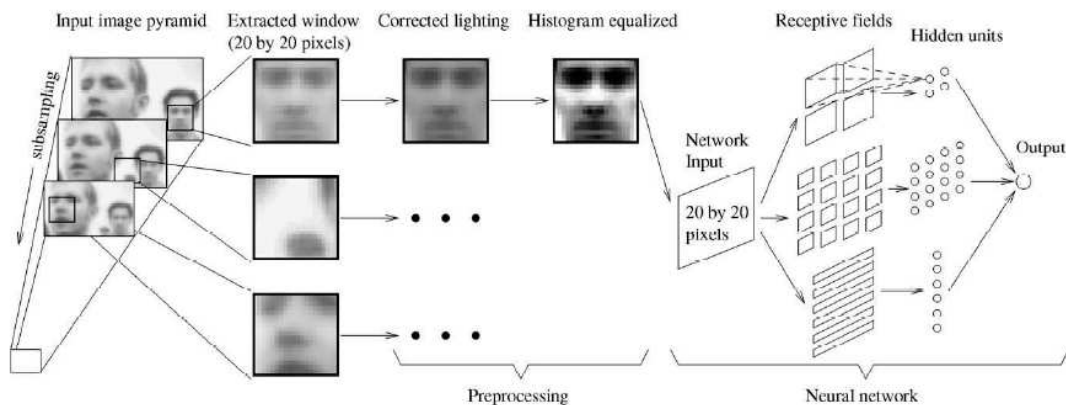 Input image pyramid
Extracted window
(20 by 20 pixels)
Corrected lighting
Histogram equalized
Receptive fields
Hidden units
subsampling
Network
Input
Output
20 by 20
pixels
Preprocessing
Neural network